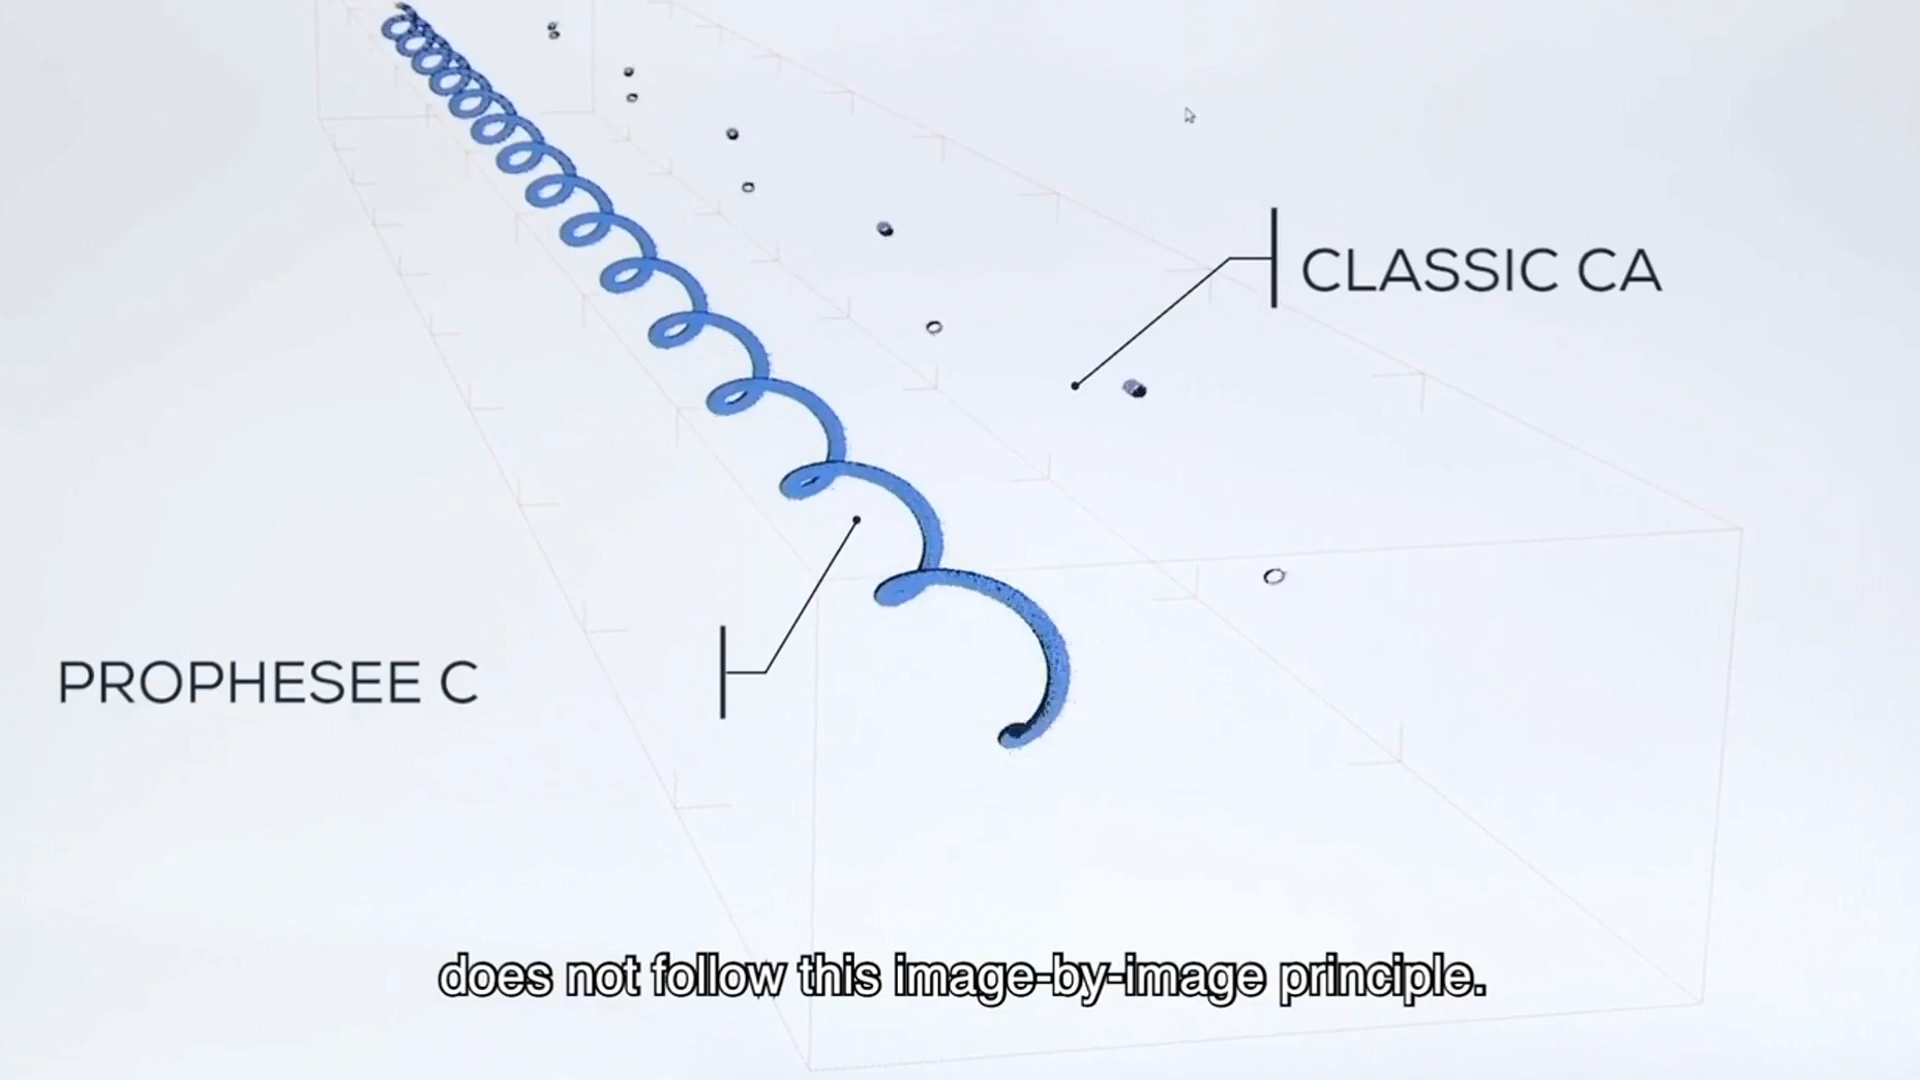 CLASSIC CA
PROPHESEE C
does not follow this image-by-image principle.